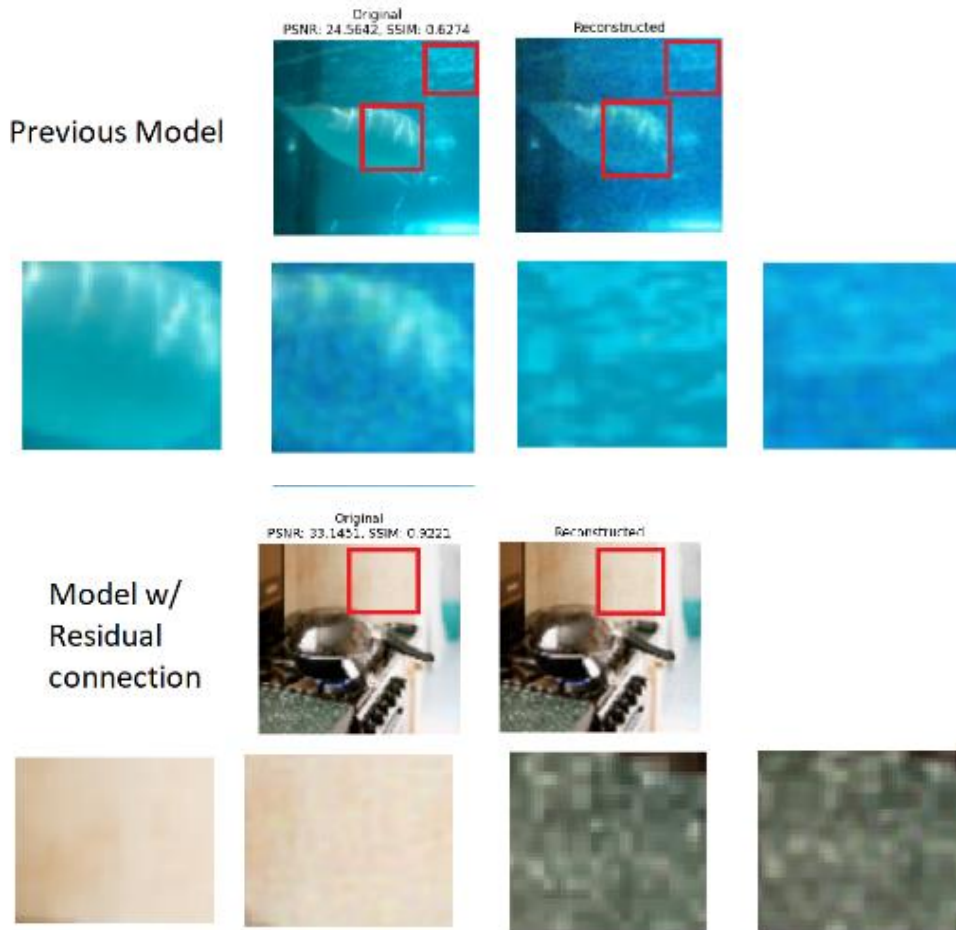 Original
PSNR: 24.5642, SSIM: 0.6274
Reconstructed
Previous Model
Original
PSNR: 33.1451, SSIM: 0.9221
Reconstructed
Model w/
Residual
connection